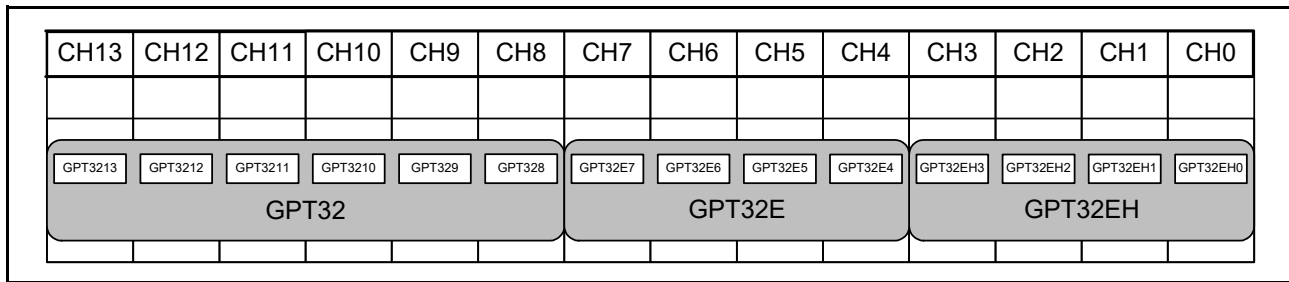 CH13 CH12 CH11 CH10 CH9 CH8 CH7 CH6 CH5 CH4 CH3 CH2 CH1 CH0
GPT3213 GPT3212 GPT3211 GPT3210 GPT329 GPT328 GPT32E7 GPT32E6 GPT32E5 GPT32E4 GPT32EH3 GPT32EH2 GPT32EH1 GPT32EH0
GPT32 GPT32E GPT32EH